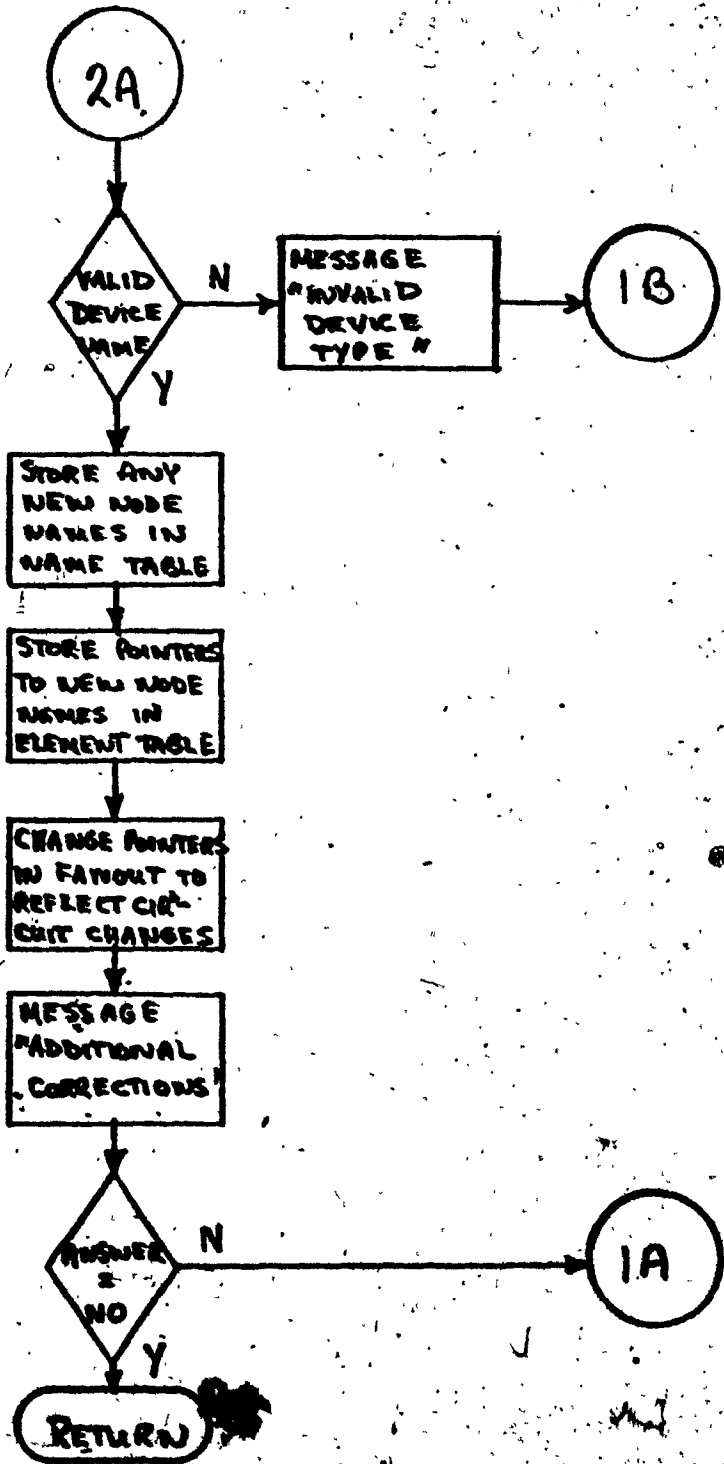 2A
VALID
DEVICE
NAME
N
Y
MESSAGE
"INVALID
DEVICE
TYPE"
1B
STORE ANY
NEW NODE
NAMES IN
NAME TABLE
STORE POINTERS
TO NEW NODE
NAMES IN
ELEMENT TABLE
CHANGE POINTERS
IN FANOUT TO
REFLECT CIR-
CUIT CHANGES
MESSAGE
"ADDITIONAL
CORRECTIONS"
ANSWER
=
NO
N
1A
Y
RETURN